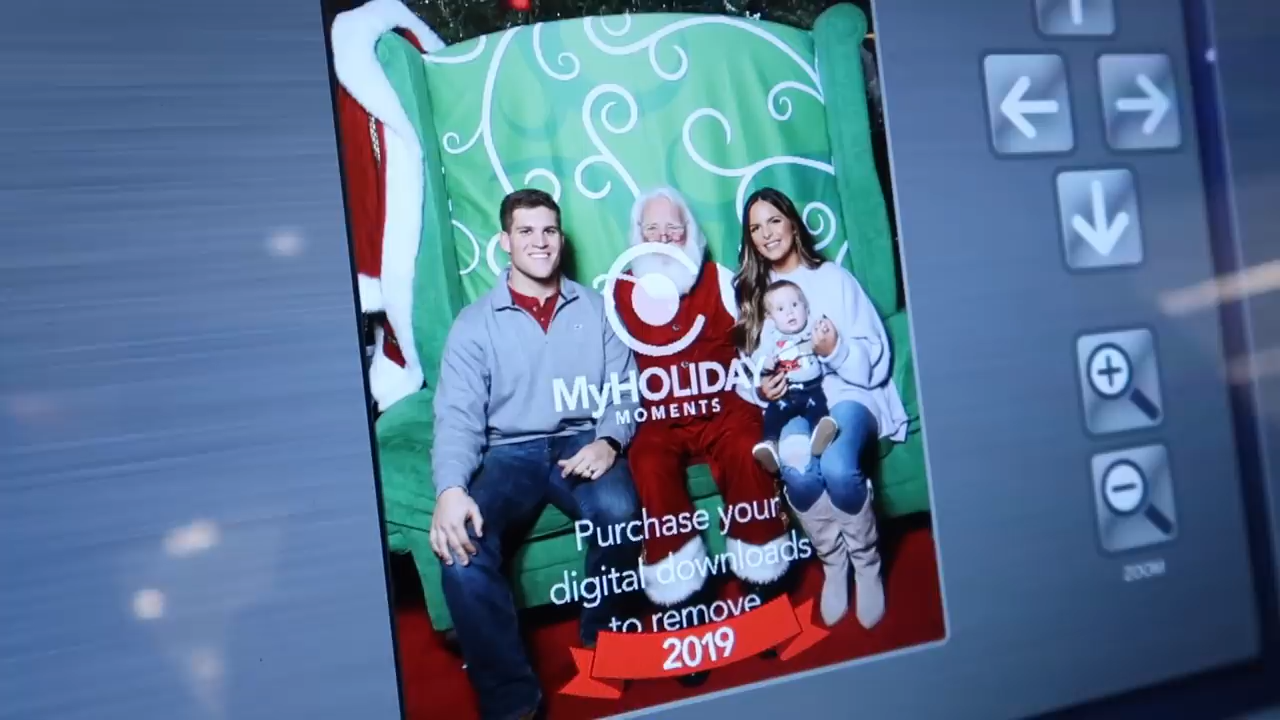 MyHOLIDAY
MOMENTS
Purchase your
digital downloads
to remove
2019
ZOOM